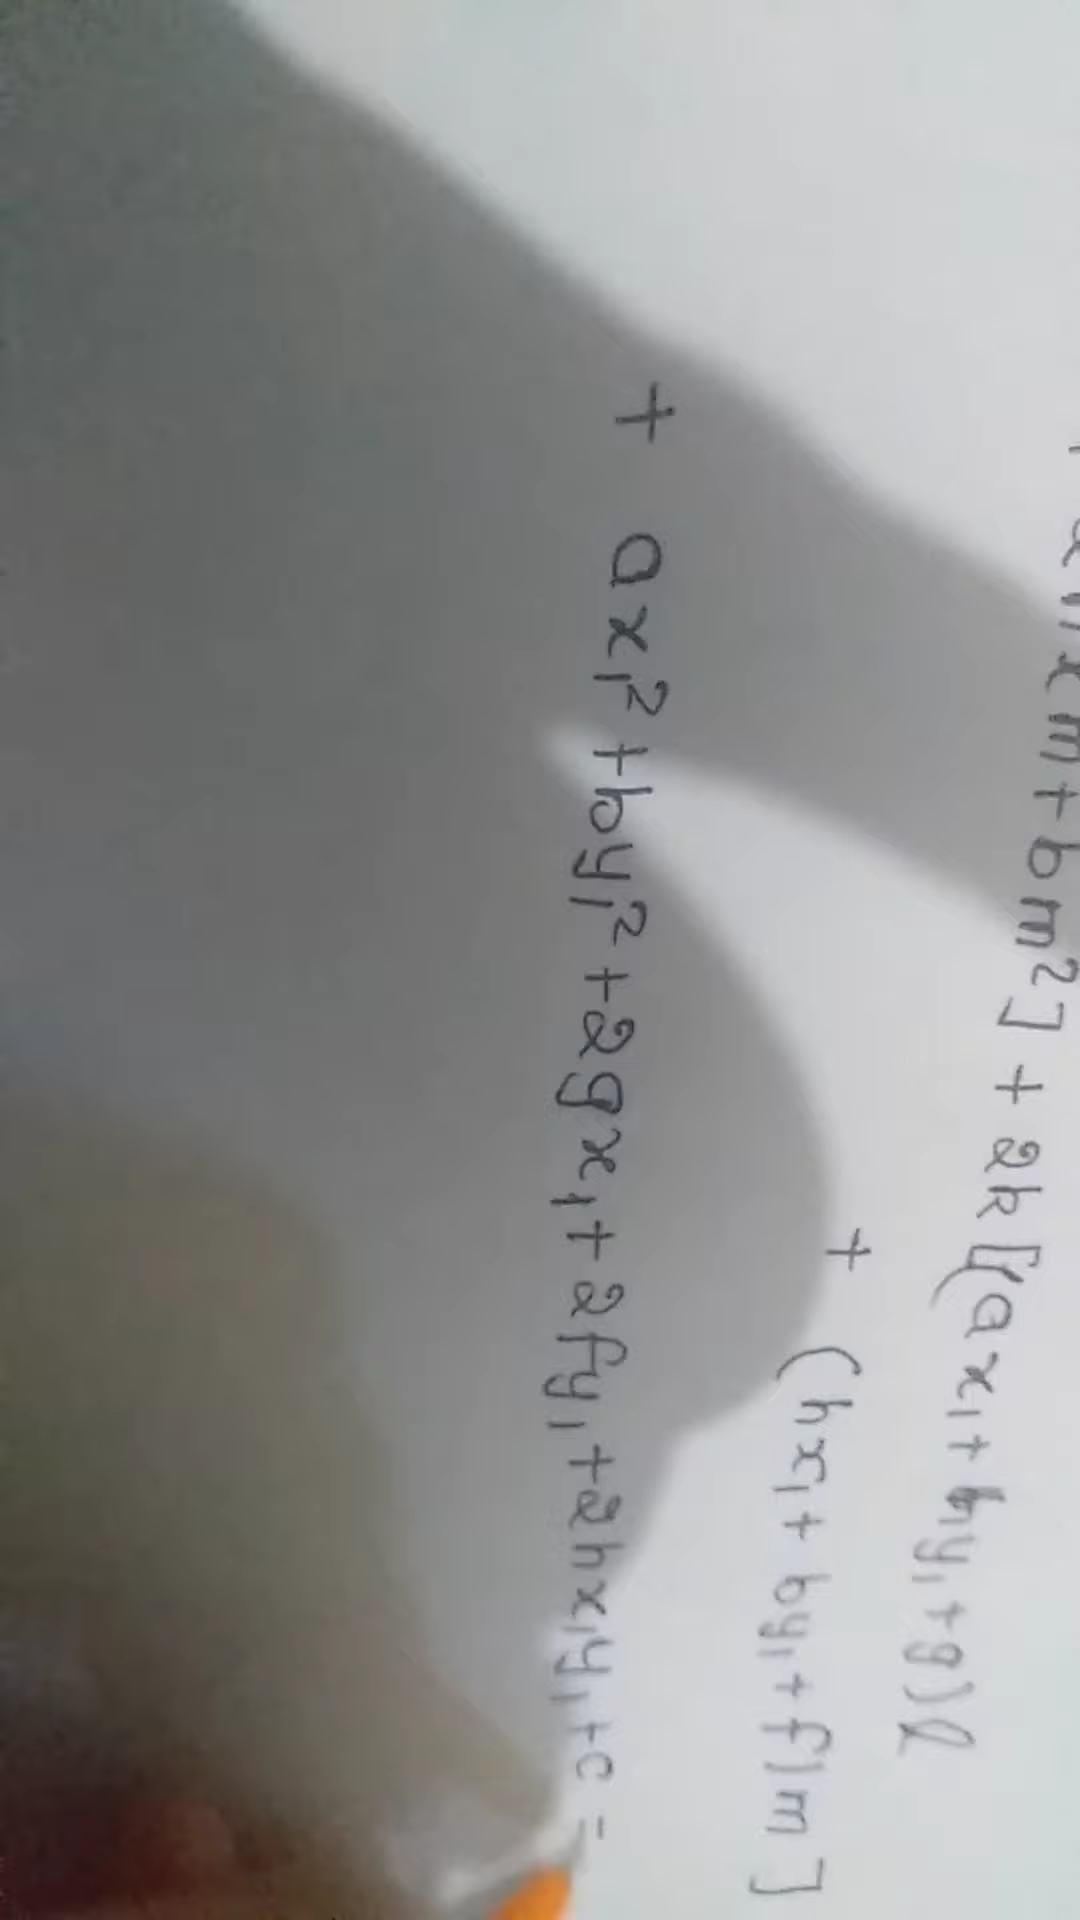 m + bm²] + 2k[(ax₁ + hy₁ + g)l
+ (hx₁ + by₁ + f)m]
+ ax₁² + by₁² + 2gx₁ + 2fy₁ + 2hx₁y₁ + c =